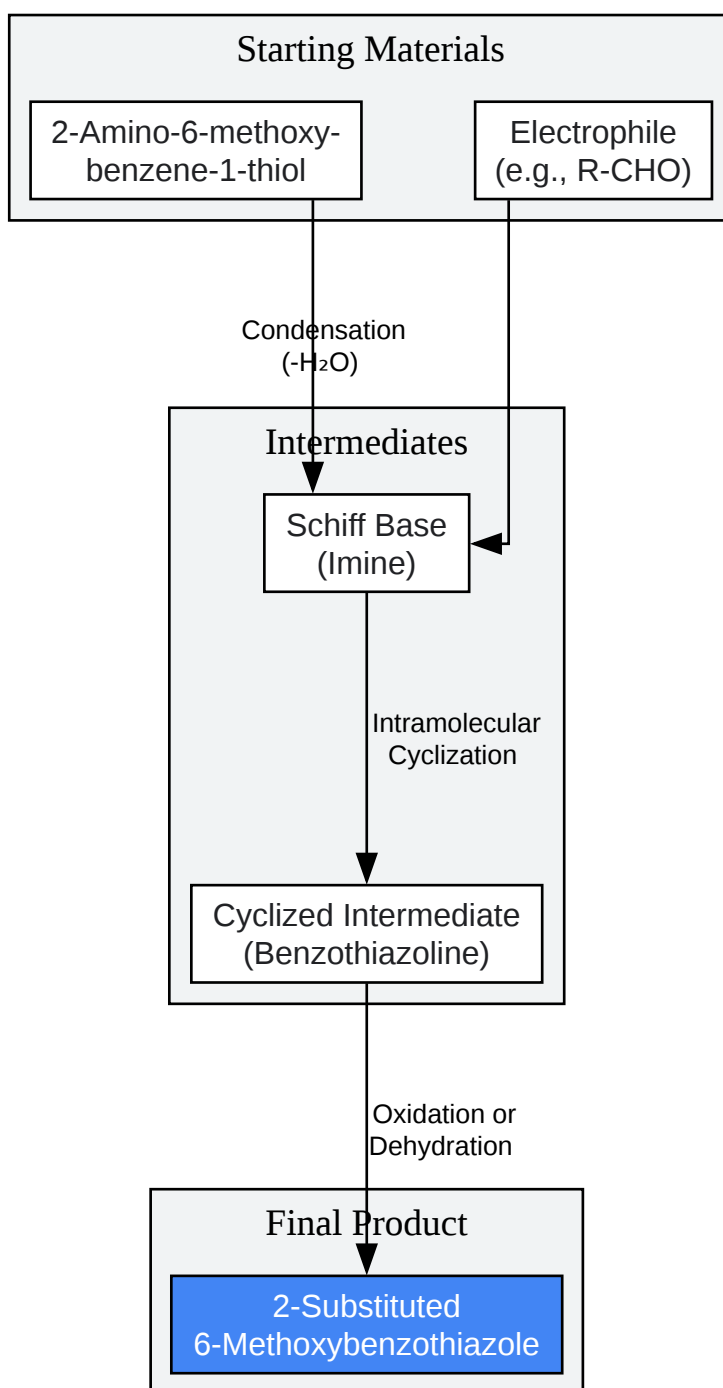 Starting Materials
2-Amino-6-methoxy-
benzene-1-thiol
Electrophile
(e.g., R-CHO)
Condensation
(-H₂O)
Intermediates
Schiff Base
(Imine)
Intramolecular
Cyclization
Cyclized Intermediate
(Benzothiazoline)
Oxidation or
Dehydration
Final Product
2-Substituted
6-Methoxybenzothiazole